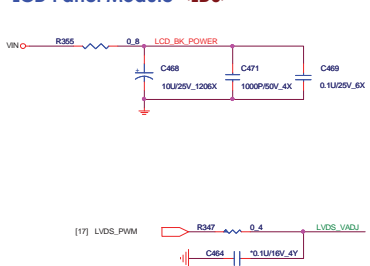 LCD Panel Module
VIN
R355
0_8
LCD_BK_POWER
C468
10U/25V_1206X
C471
1000P/50V_4X
C469
0.1U/25V_6X
[17] LVDS_PWM
R347
0_4
LVDS_VADJ
C464
*0.1U/16V_4Y